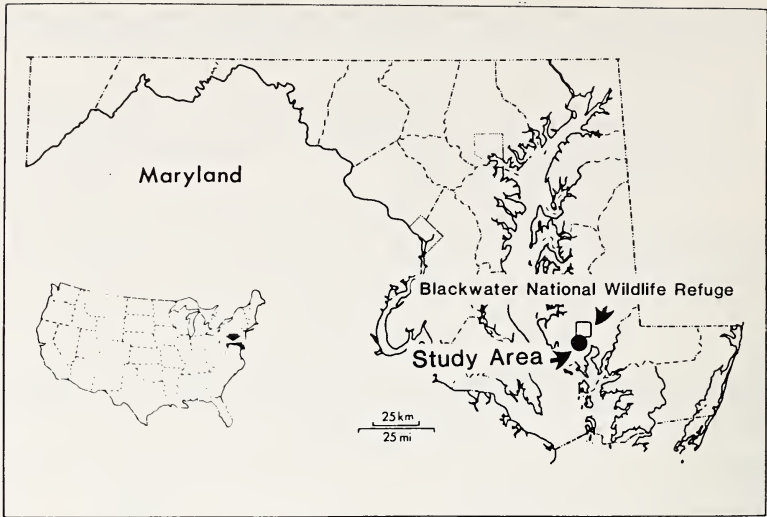 Maryland
Blackwater National Wildlife Refuge
Study Area
25 km
25 mi